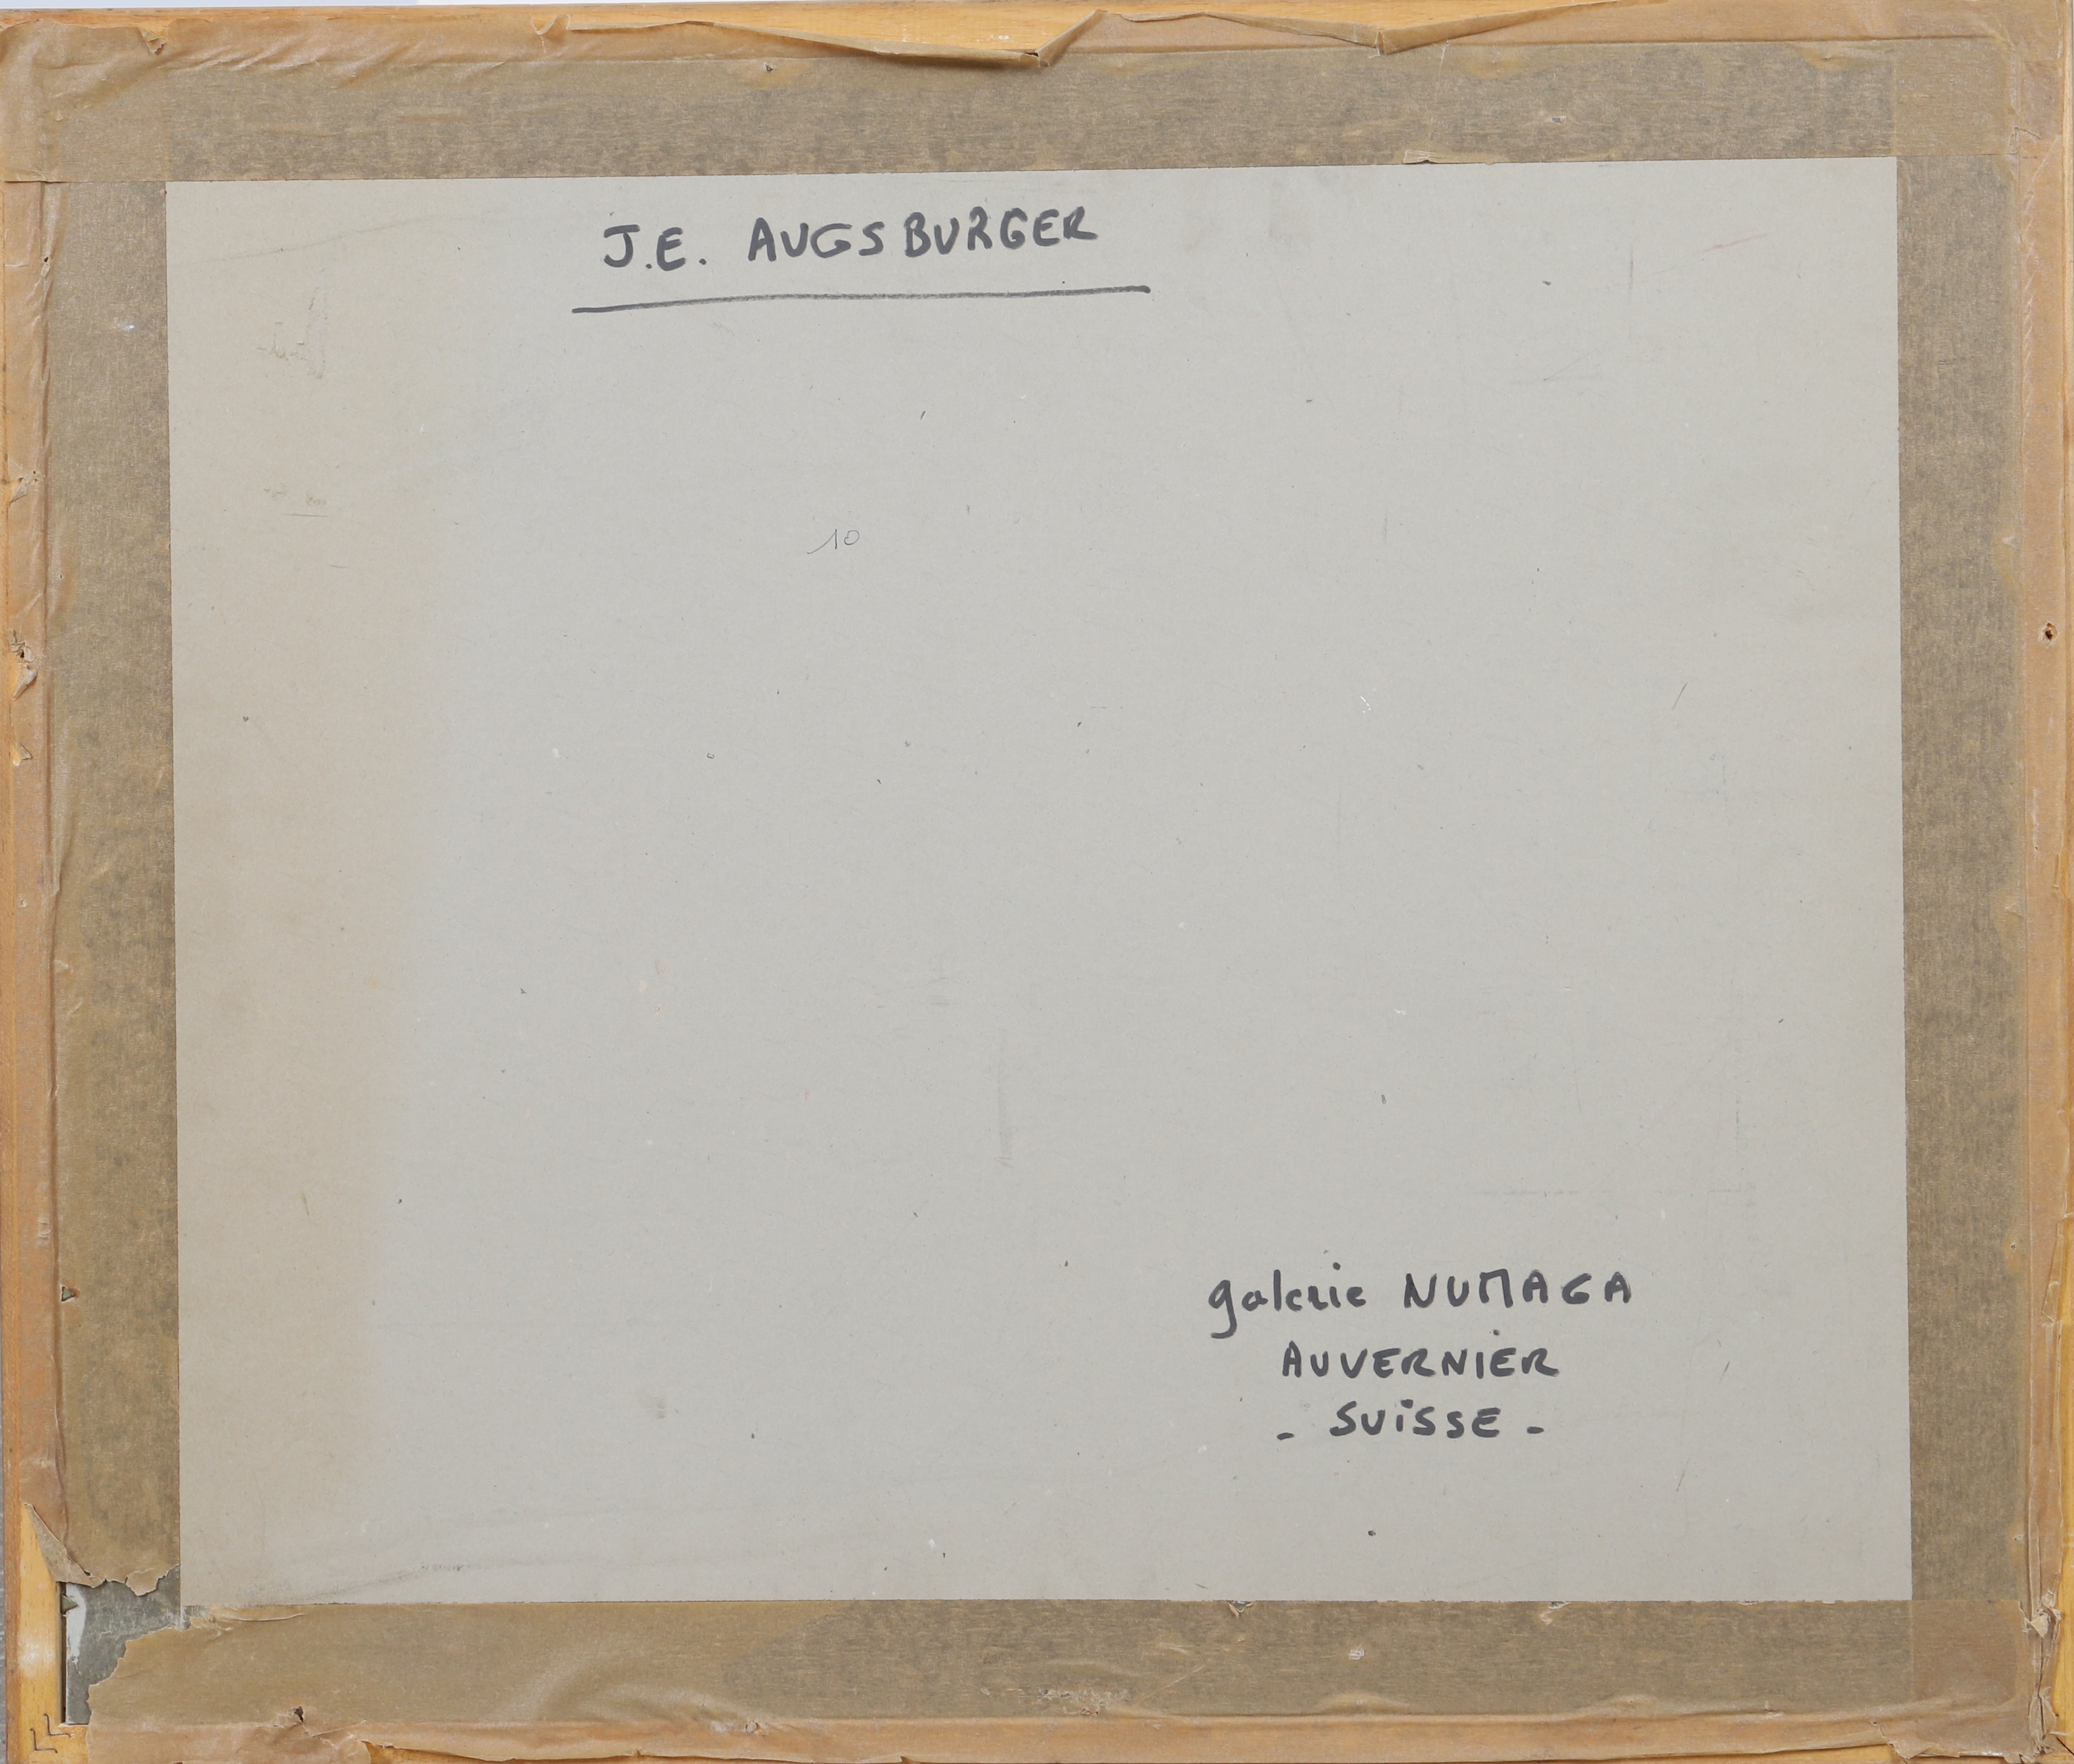 J.E. AUGSBURGER
10
galerie NUMAGA
AUVERNIER
- SUiSSE -